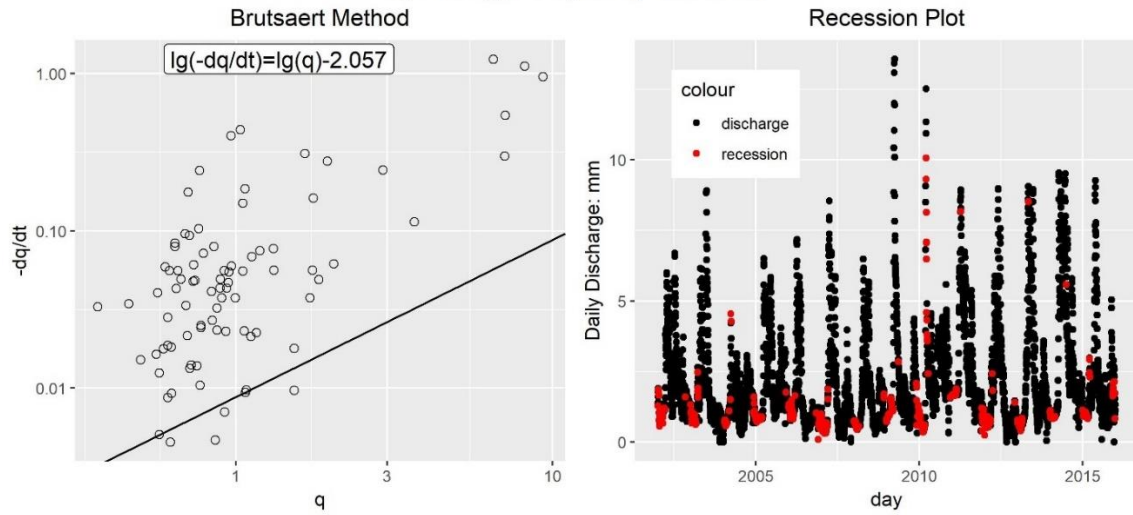 Brutsaert Method
lg(-dq/dt)=lg(q)-2.057
1.00
0.10
0.01
-dq/dt
1
3
10
q
Recession Plot
colour
discharge
recession
10
5
0
Daily Discharge: mm
2005
2010
2015
day